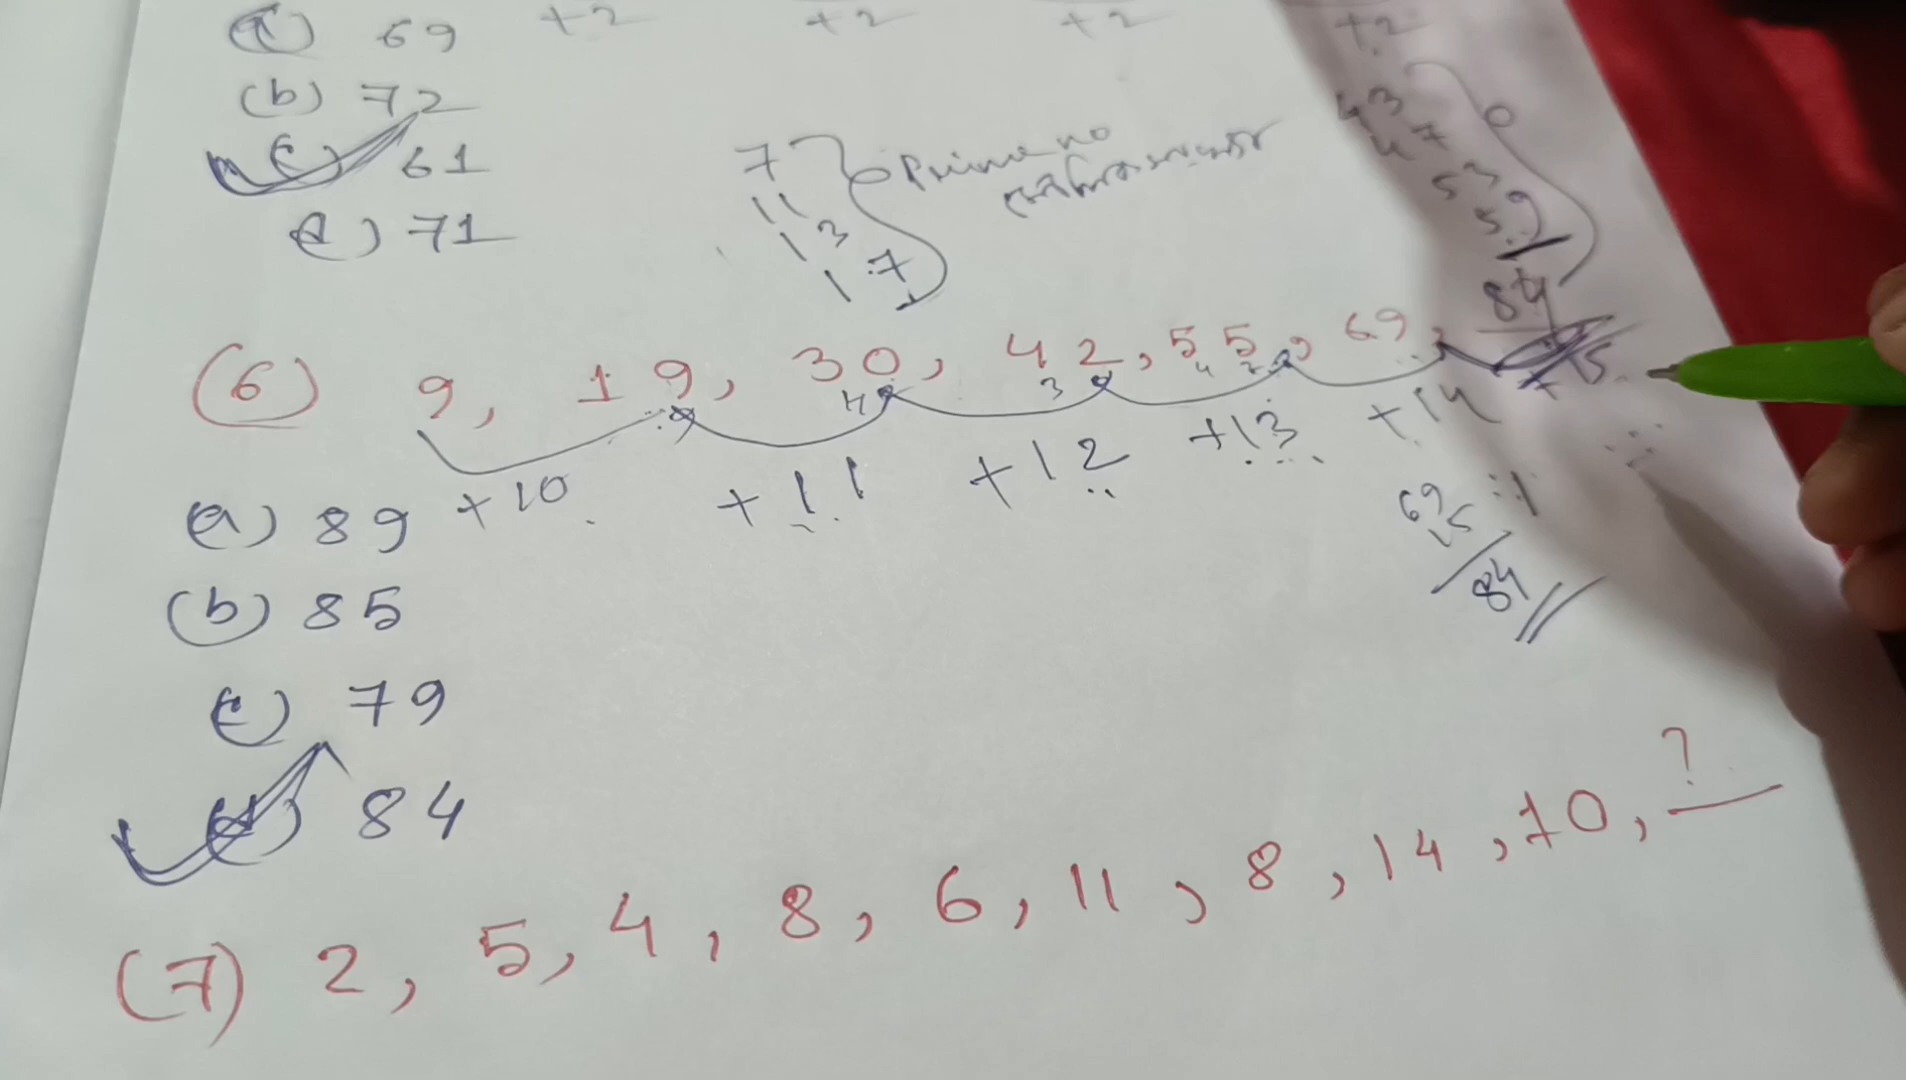 (a) 69 +2 +2 +2 +2
(b) 72
(c) 61
(d) 71
7
11
13
17
Prime no
43
47
53
59
84
(6) 9, 19, 30, 42, 55, 69,
+10 +11 +12 +13 +14 +15
69
15
84
(a) 89
(b) 85
(c) 79
(d) 84
(7) 2, 5, 4, 8, 6, 11, 8, 14, 10, ?